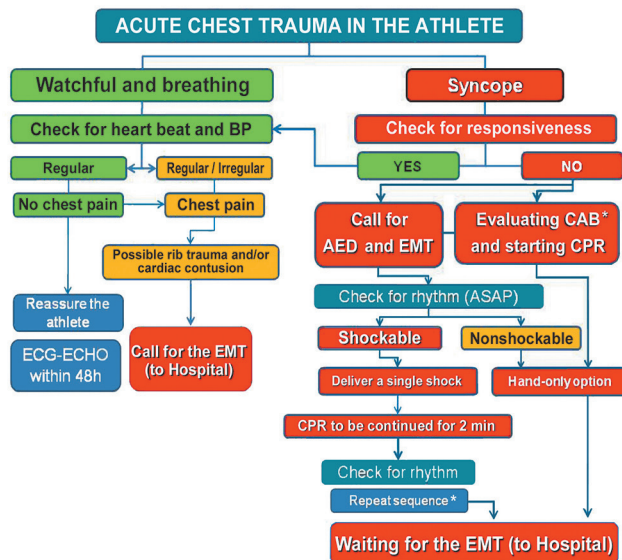 ACUTE CHEST TRAUMA IN THE ATHLETE
Watchful and breathing
Syncope
Check for heart beat and BP
Check for responsiveness
Regular
Regular / Irregular
YES
NO
No chest pain
Chest pain
Call for
AED and EMT
Evaluating CAB*
and starting CPR
Possible rib trauma and/or
cardiac contusion
Reassure the
athlete
Check for rhythm (ASAP)
ECG-ECHO
within 48h
Call for the EMT
(to Hospital)
Shockable
Nonshockable
Deliver a single shock
Hand-only option
CPR to be continued for 2 min
Check for rhythm
Repeat sequence*
Waiting for the EMT (to Hospital)